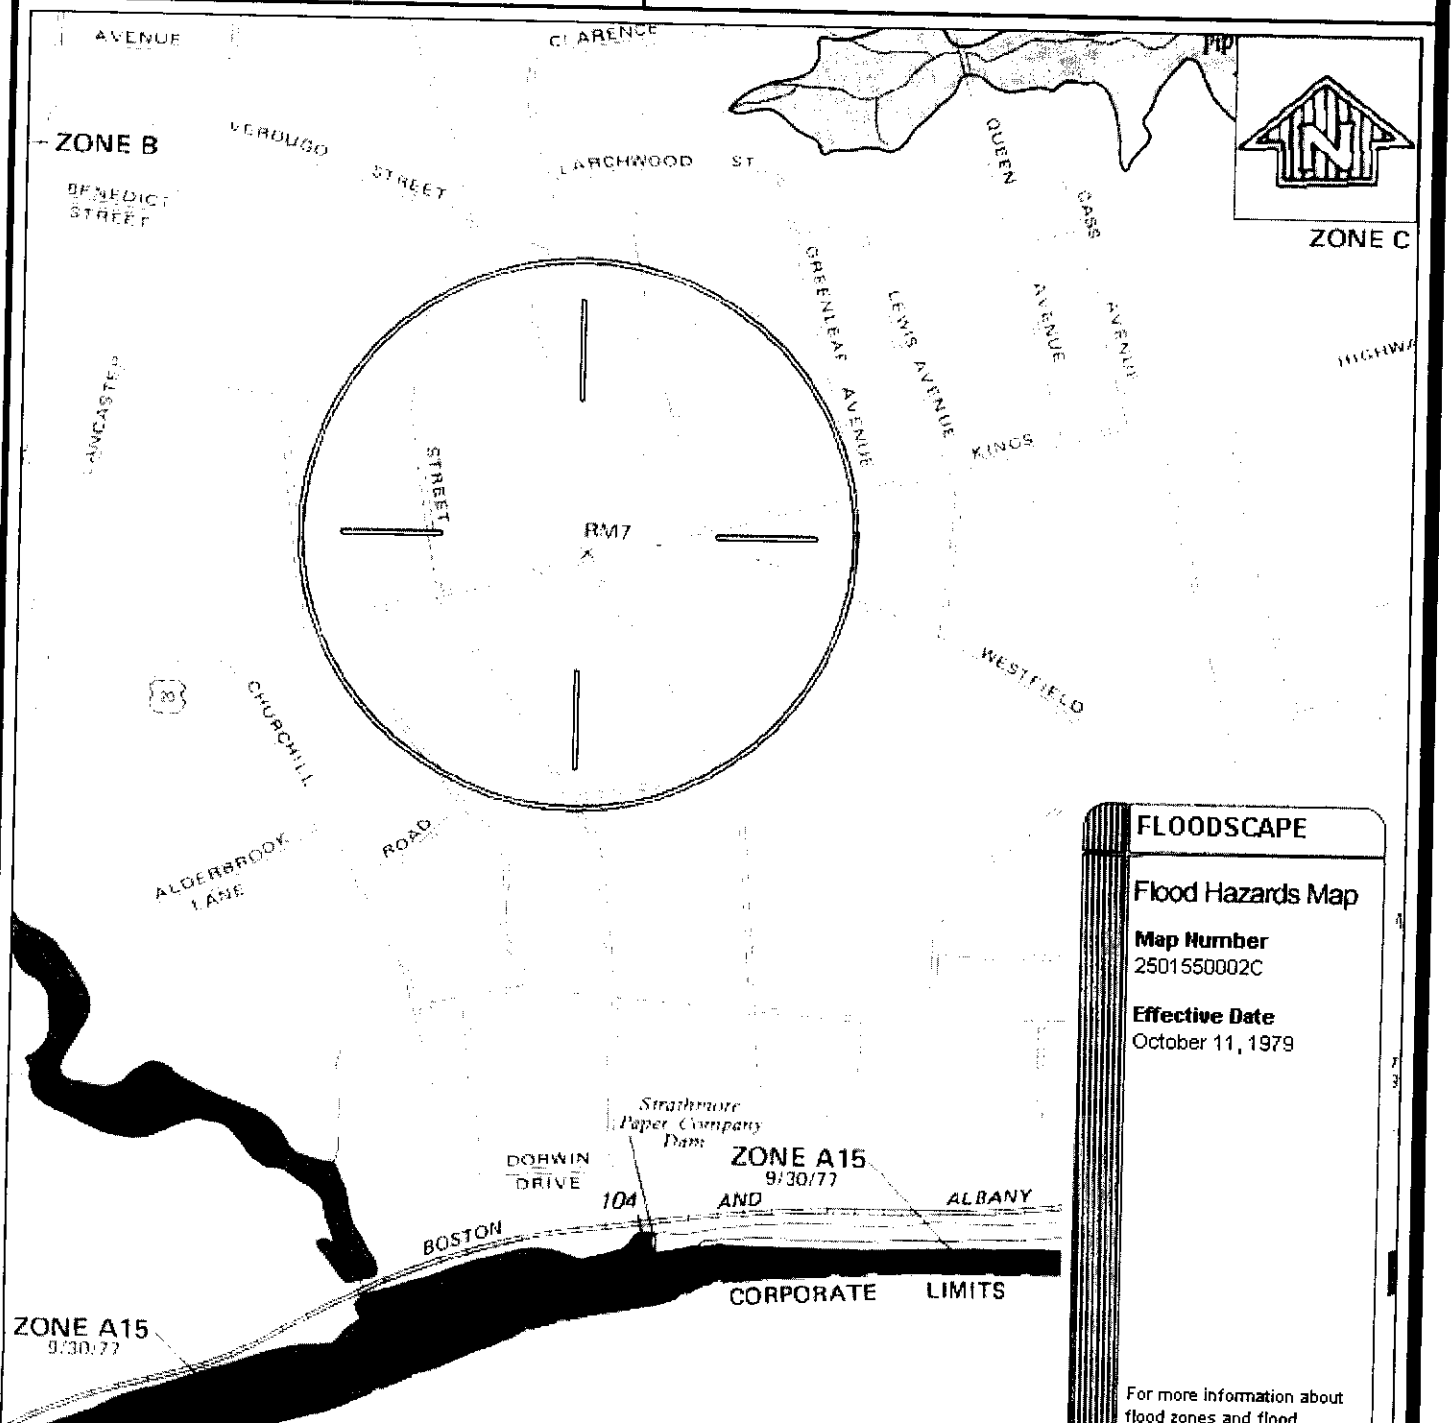 AVENUE
CLARENCE
ZONE B
STREET
LARCHWOOD ST
BENEDICT
STREET
QUEEN
CASS
N
ZONE C
GREENLEAF AVENUE
LEWIS AVENUE
AVENUE
AVENUE
LANCASTER
STREET
KINGS
RM7
20
CHURCHILL
WESTFIELD
ALDERBROOK
LANE
ROAD
FLOODSCAPE
Flood Hazards Map
Map Number
2501550002C
Effective Date
October 11, 1979
Strathmore
Paper Company
Dam
DORWIN
DRIVE
ZONE A15
9/30/77
104
BOSTON AND ALBANY
CORPORATE LIMITS
ZONE A15
9/30/77
For more information about
flood zones and flood